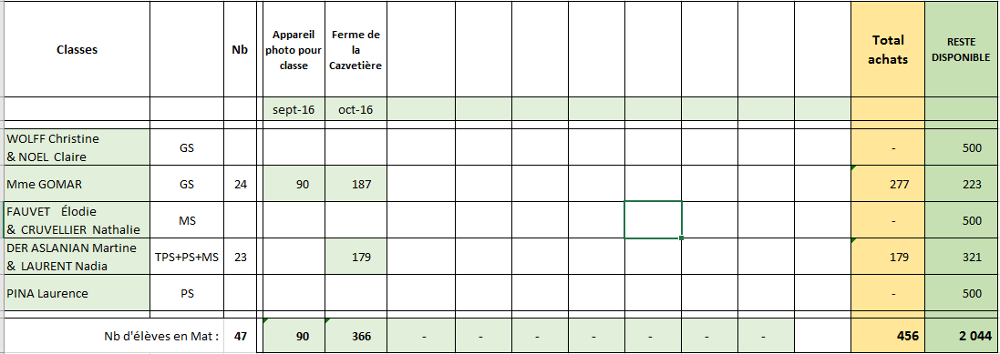 Classes Nb Appareil photo pour classe Ferme de la Cazvetière Total achats RESTE DISPONIBLE
sept-16 oct-16
WOLFF Christine
& NOEL Claire GS - 500
Mme GOMAR GS 24 90 187 277 223
FAUVET Élodie
& CRUVELLIER Nathalie MS - 500
DER ASLANIAN Martine
& LAURENT Nadia TPS+PS+MS 23 179 179 321
PINA Laurence PS - 500
Nb d'élèves en Mat : 47 90 366 - - - - - - - 456 2 044